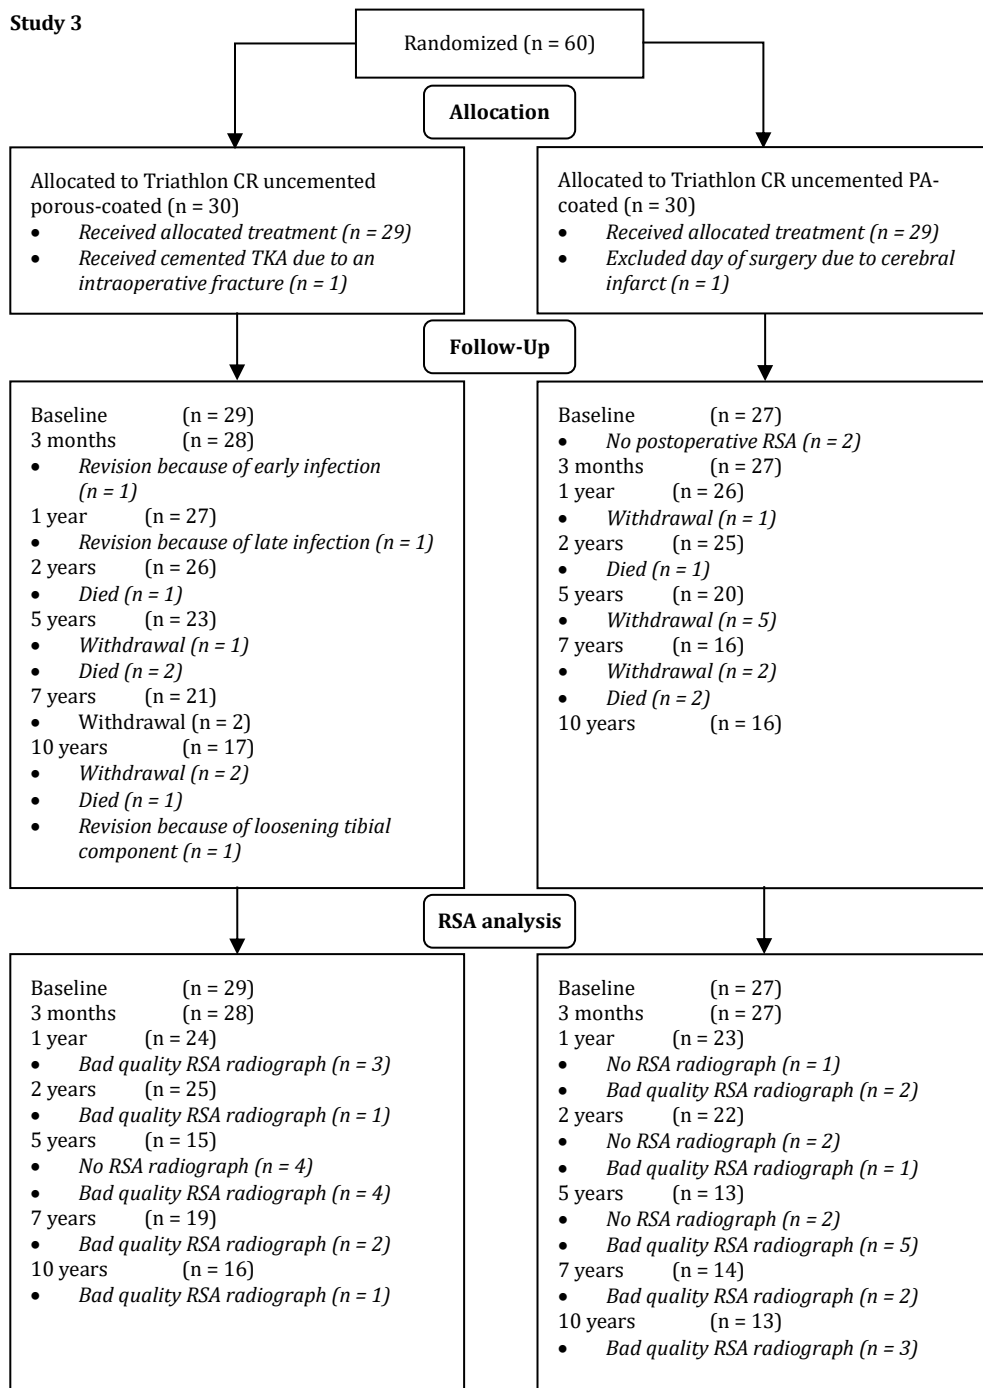 Study 3
Randomized (n = 60)
Allocation
Allocated to Triathlon CR uncemented
porous-coated (n = 30)
• Received allocated treatment (n = 29)
• Received cemented TKA due to an
intraoperative fracture (n = 1)
Allocated to Triathlon CR uncemented PA-
coated (n = 30)
• Received allocated treatment (n = 29)
• Excluded day of surgery due to cerebral
infarct (n = 1)
Follow-Up
Baseline (n = 29)
3 months (n = 28)
• Revision because of early infection
(n = 1)
1 year (n = 27)
• Revision because of late infection (n = 1)
2 years (n = 26)
• Died (n = 1)
5 years (n = 23)
• Withdrawal (n = 1)
• Died (n = 2)
7 years (n = 21)
• Withdrawal (n = 2)
10 years (n = 17)
• Withdrawal (n = 2)
• Died (n = 1)
• Revision because of loosening tibial
component (n = 1)
Baseline (n = 27)
• No postoperative RSA (n = 2)
3 months (n = 27)
1 year (n = 26)
• Withdrawal (n = 1)
2 years (n = 25)
• Died (n = 1)
5 years (n = 20)
• Withdrawal (n = 5)
7 years (n = 16)
• Withdrawal (n = 2)
• Died (n = 2)
10 years (n = 16)
RSA analysis
Baseline (n = 29)
3 months (n = 28)
1 year (n = 24)
• Bad quality RSA radiograph (n = 3)
2 years (n = 25)
• Bad quality RSA radiograph (n = 1)
5 years (n = 15)
• No RSA radiograph (n = 4)
• Bad quality RSA radiograph (n = 4)
7 years (n = 19)
• Bad quality RSA radiograph (n = 2)
10 years (n = 16)
• Bad quality RSA radiograph (n = 1)
Baseline (n = 27)
3 months (n = 27)
1 year (n = 23)
• No RSA radiograph (n = 1)
• Bad quality RSA radiograph (n = 2)
2 years (n = 22)
• No RSA radiograph (n = 2)
• Bad quality RSA radiograph (n = 1)
5 years (n = 13)
• No RSA radiograph (n = 2)
• Bad quality RSA radiograph (n = 5)
7 years (n = 14)
• Bad quality RSA radiograph (n = 2)
10 years (n = 13)
• Bad quality RSA radiograph (n = 3)